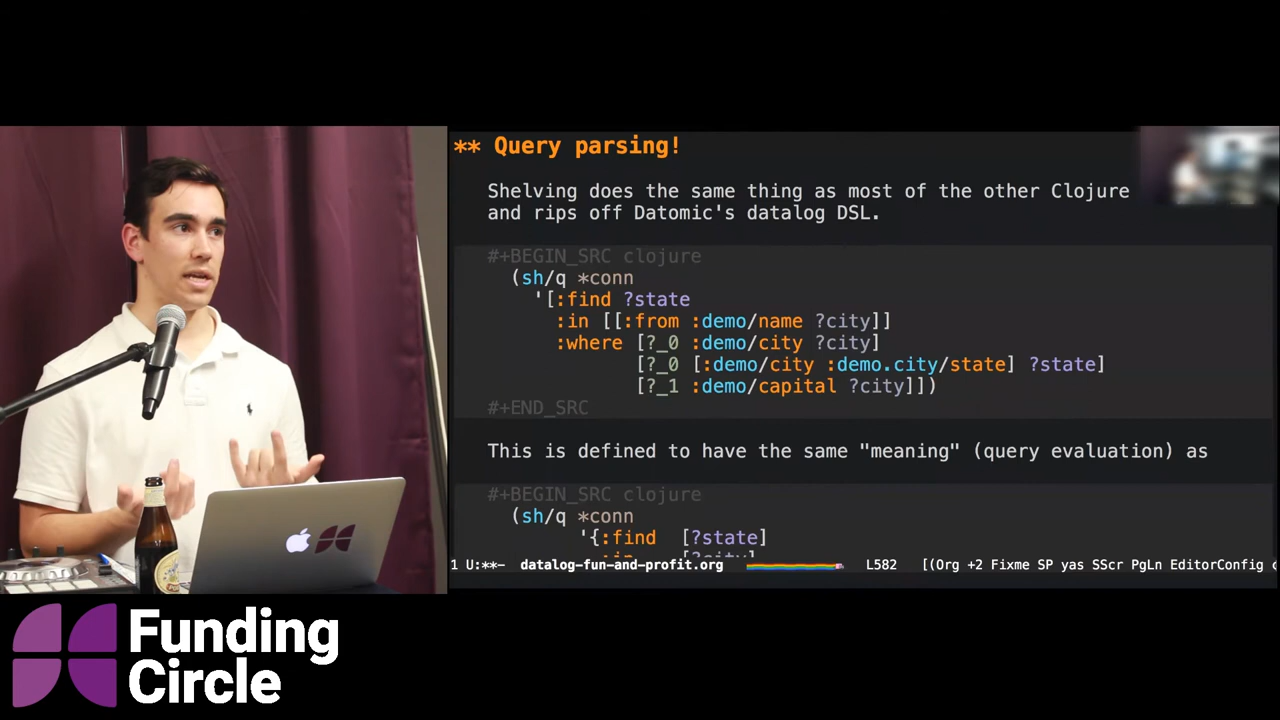 ** Query parsing!
Shelving does the same thing as most of the other Clojure
and rips off Datomic's datalog DSL.
#+BEGIN_SRC clojure
(sh/q *conn
'[:find ?state
:in [[:from :demo/name ?city]]
:where [?_0 :demo/city ?city]
[?_0 [:demo/city :demo.city/state] ?state]
[?_1 :demo/capital ?city]])
#+END_SRC
This is defined to have the same "meaning" (query evaluation) as
#+BEGIN_SRC clojure
(sh/q *conn
'{:find [?state]
:in [?city]
1 U:**- datalog-fun-and-profit.org L582 [(Org +2 Fixme SP yas SScr PgLn EditorConfig
Funding
Circle